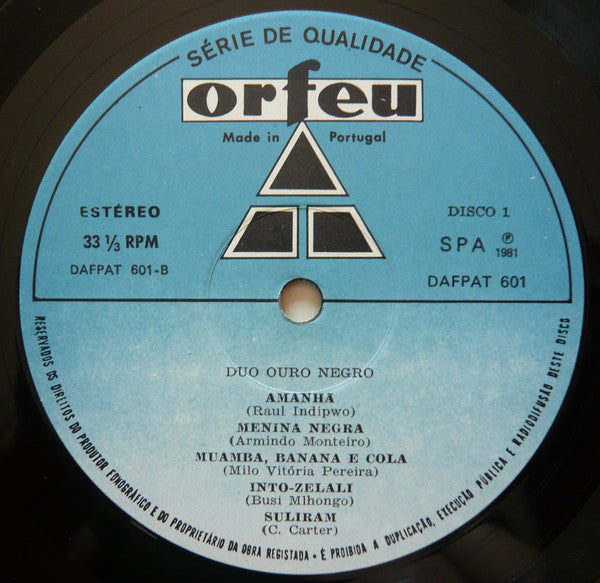 SÉRIE DE QUALIDADE
orfeu
Made in Portugal
ESTÉREO
33 ⅓ RPM
DAFPAT 601-B
DISCO 1
SPA ℗ 1981
DAFPAT 601
DUO OURO NEGRO
AMANHÃ
(Raul Indipwo)
MENINA NEGRA
(Armindo Monteiro)
MUAMBA, BANANA E COLA
(Milo Vitória Pereira)
INTO-ZELALI
(Busi Mlhongo)
SULIRAM
(C. Carter)
RESERVADOS OS DIREITOS DO PRODUTOR FONOGRÁFICO E DO PROPRIETÁRIO DA OBRA REGISTADA • É PROIBIDA A DUPLICAÇÃO, EXECUÇÃO PÚBLICA E RADIODIFUSÃO DESTE DISCO